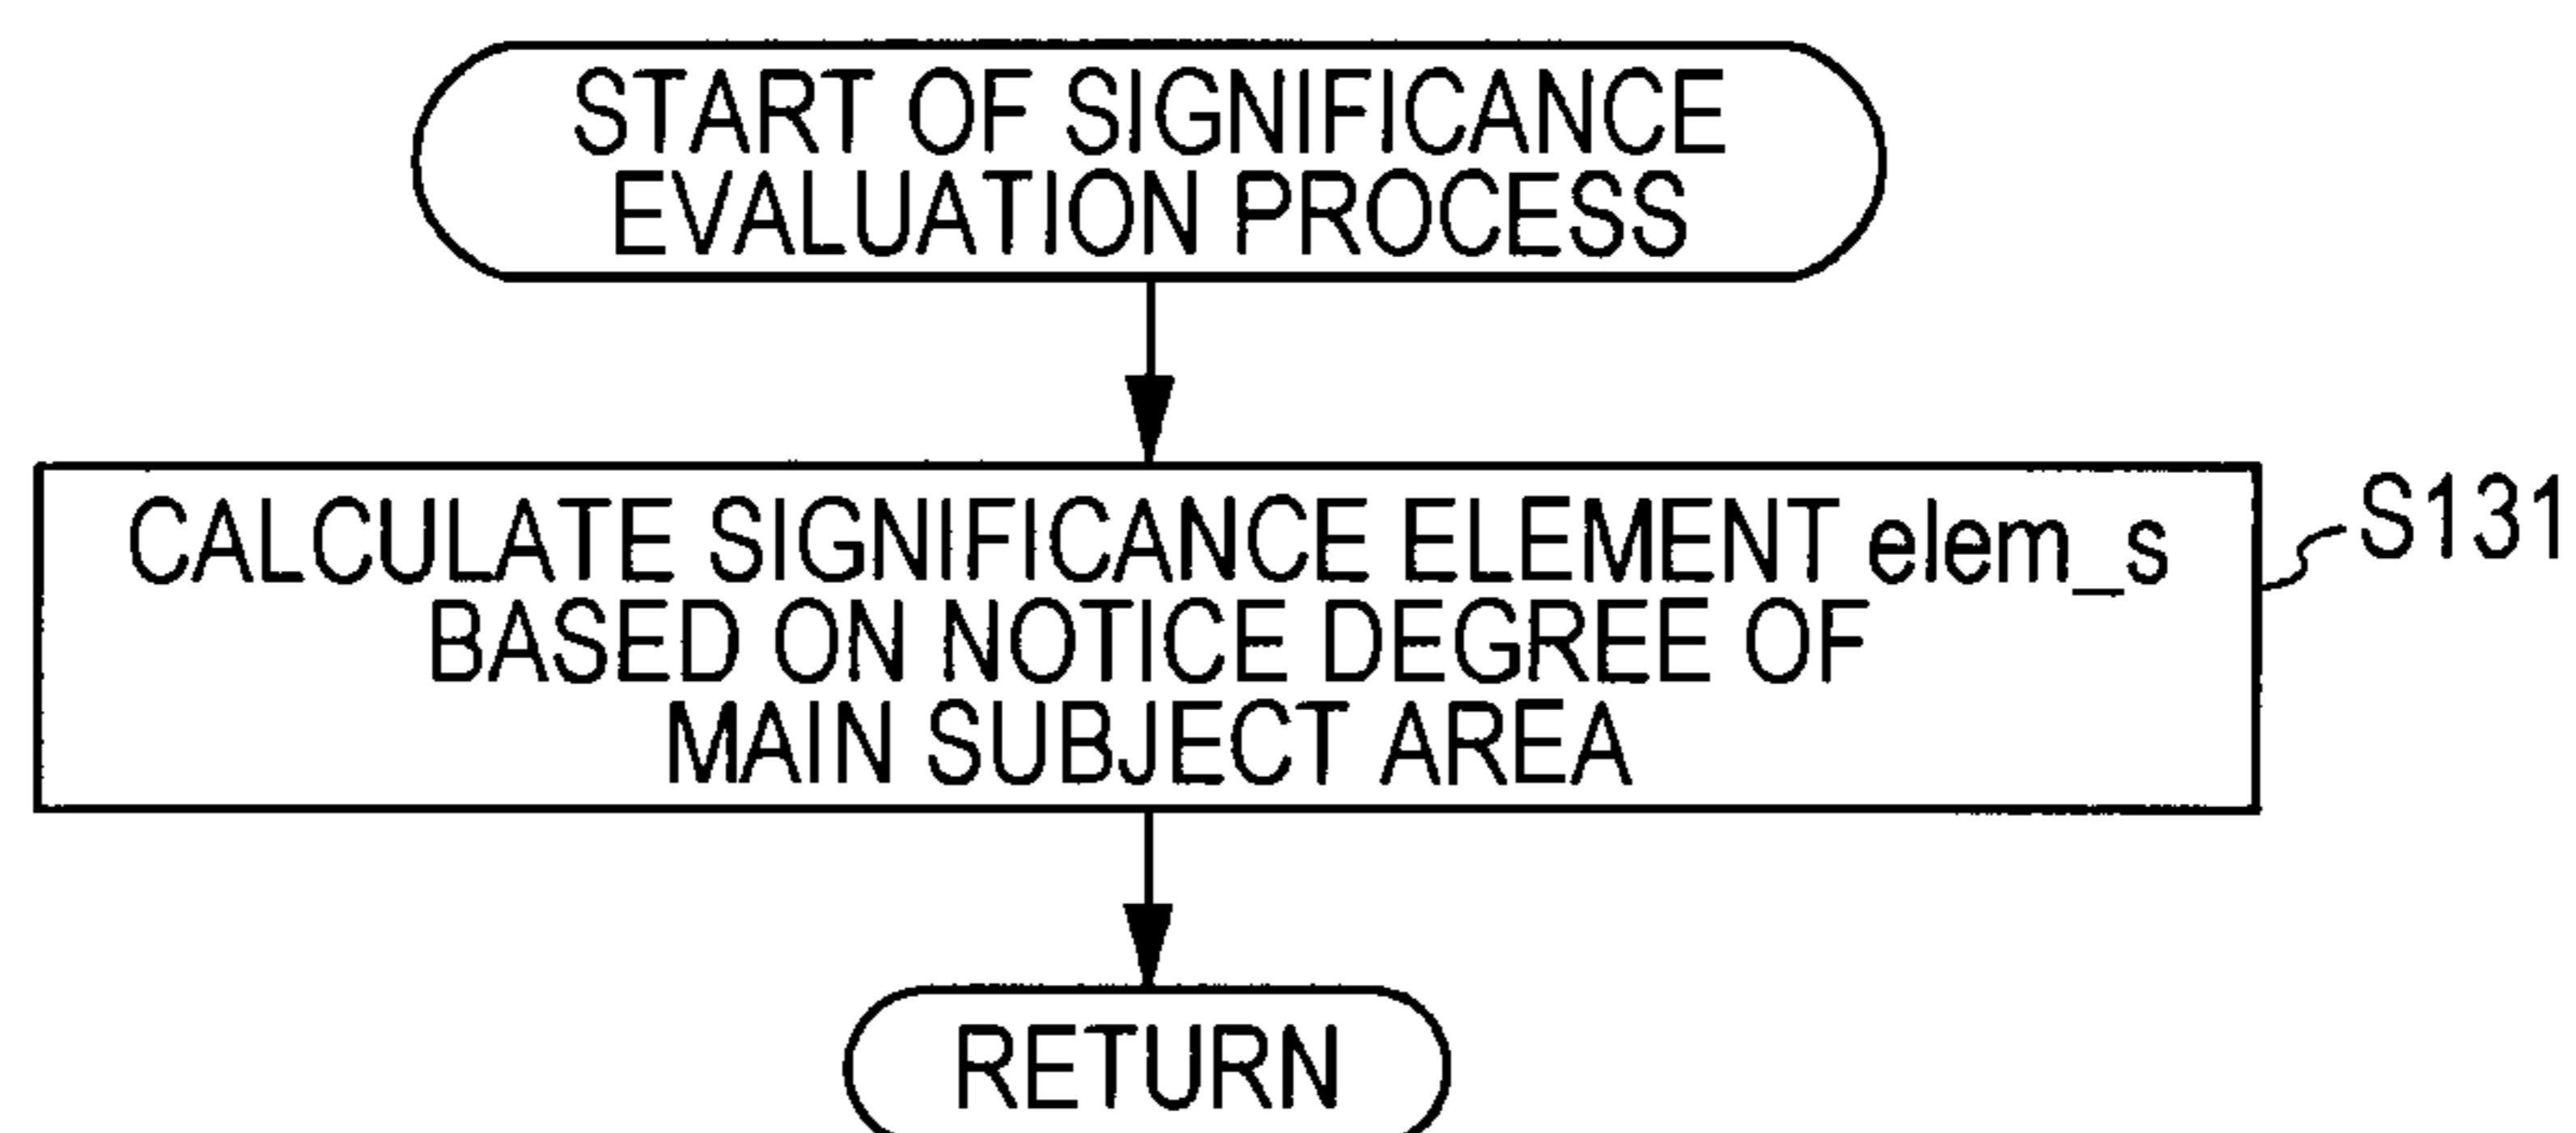 START OF SIGNIFICANCE
EVALUATION PROCESS
CALCULATE SIGNIFICANCE ELEMENT elem_s
BASED ON NOTICE DEGREE OF
MAIN SUBJECT AREA
S131
RETURN